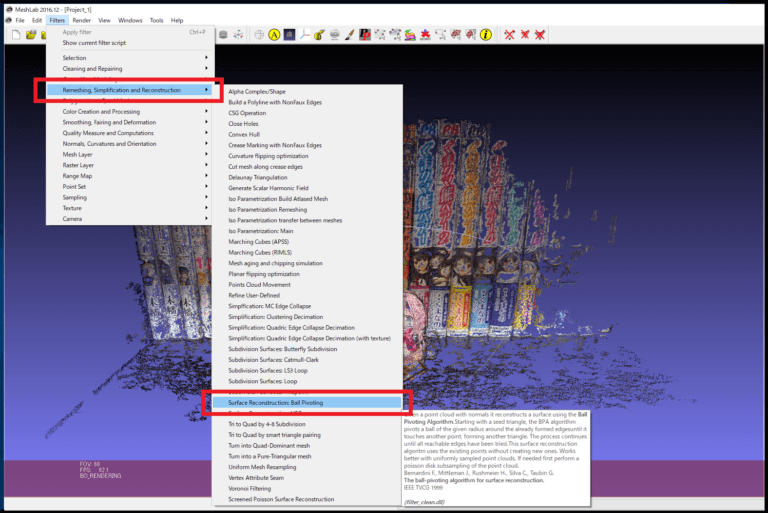 MeshLab 2016.12 - [Project_1]
File Edit Filters Render View Windows Tools Help
Apply filter Ctrl+P
Show current filter script
Selection
Cleaning and Repairing
Remeshing, Simplification and Reconstruction
Color Creation and Processing
Smoothing, Fairing and Deformation
Quality Measure and Computations
Normals, Curvatures and Orientation
Mesh Layer
Raster Layer
Range Map
Point Set
Sampling
Texture
Camera
Alpha Complex/Shape
Build a Polyline with NonFaux Edges
CSG Operation
Close Holes
Convex Hull
Crease Marking with NonFaux Edges
Curvature flipping optimization
Cut mesh along crease edges
Delaunay Triangulation
Generate Scalar Harmonic Field
Iso Parametrization Build Atlased Mesh
Iso Parametrization Remeshing
Iso Parametrization transfer between meshes
Iso Parametrization: Main
Marching Cubes (APSS)
Marching Cubes (RIMLS)
Mesh aging and chipping simulation
Planar flipping optimization
Points Cloud Movement
Refine User-Defined
Simplification: MC Edge Collapse
Simplification: Clustering Decimation
Simplification: Quadric Edge Collapse Decimation
Simplification: Quadric Edge Collapse Decimation (with texture)
Subdivision Surfaces: Butterfly Subdivision
Subdivision Surfaces: Catmull-Clark
Subdivision Surfaces: LS3 Loop
Subdivision Surfaces: Loop
Surface Reconstruction: Ball Pivoting
Tri to Quad by 4-8 Subdivision
Tri to Quad by smart triangle pairing
Turn into Quad-Dominant mesh
Turn into a Pure-Triangular mesh
Uniform Mesh Resampling
Vertex Attribute Seam
Voronoi Filtering
Screened Poisson Surface Reconstruction
a point cloud with normals it reconstructs a surface using the Ball
Pivoting Algorithm.Starting with a seed triangle, the BPA algorithm
pivots a ball of the given radius around the already formed edgesuntil it
touches another point, forming another triangle. The process continues
until all reachable edges have been tried.This surface reconstruction
algoritm uses the existing points without creating new ones. Works
better with uniformly sampled point clouds. If needed first perform a
poisson disk subsampling of the point cloud.
Bernardini F., Mittleman J., Rushmeier H., Silva C., Taubin G.
The ball-pivoting algorithm for surface reconstruction.
IEEE TVCG 1999
(filter_clean.dll)
FOV: 60
FPS: 62.1
BO_RENDERING